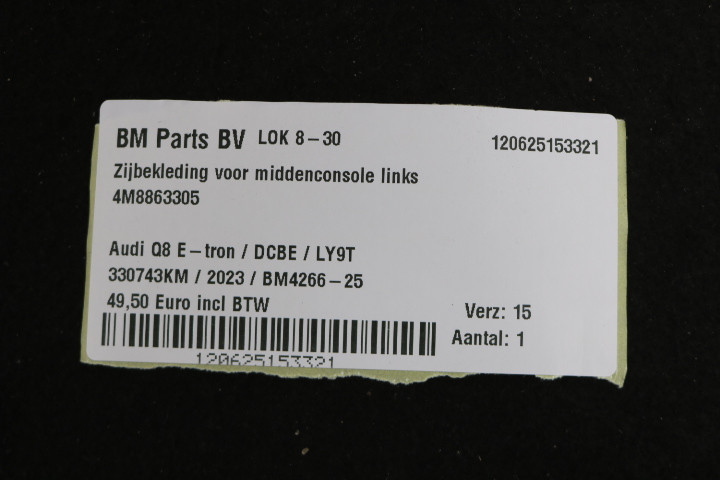 BM Parts BV LOK 8-30 120625153321
Zijbekleding voor middenconsole links
4M8863305
Audi Q8 E-tron / DCBE / LY9T
330743KM / 2023 / BM4266-25
49,50 Euro incl BTW
Verz: 15
Aantal: 1
120625153321